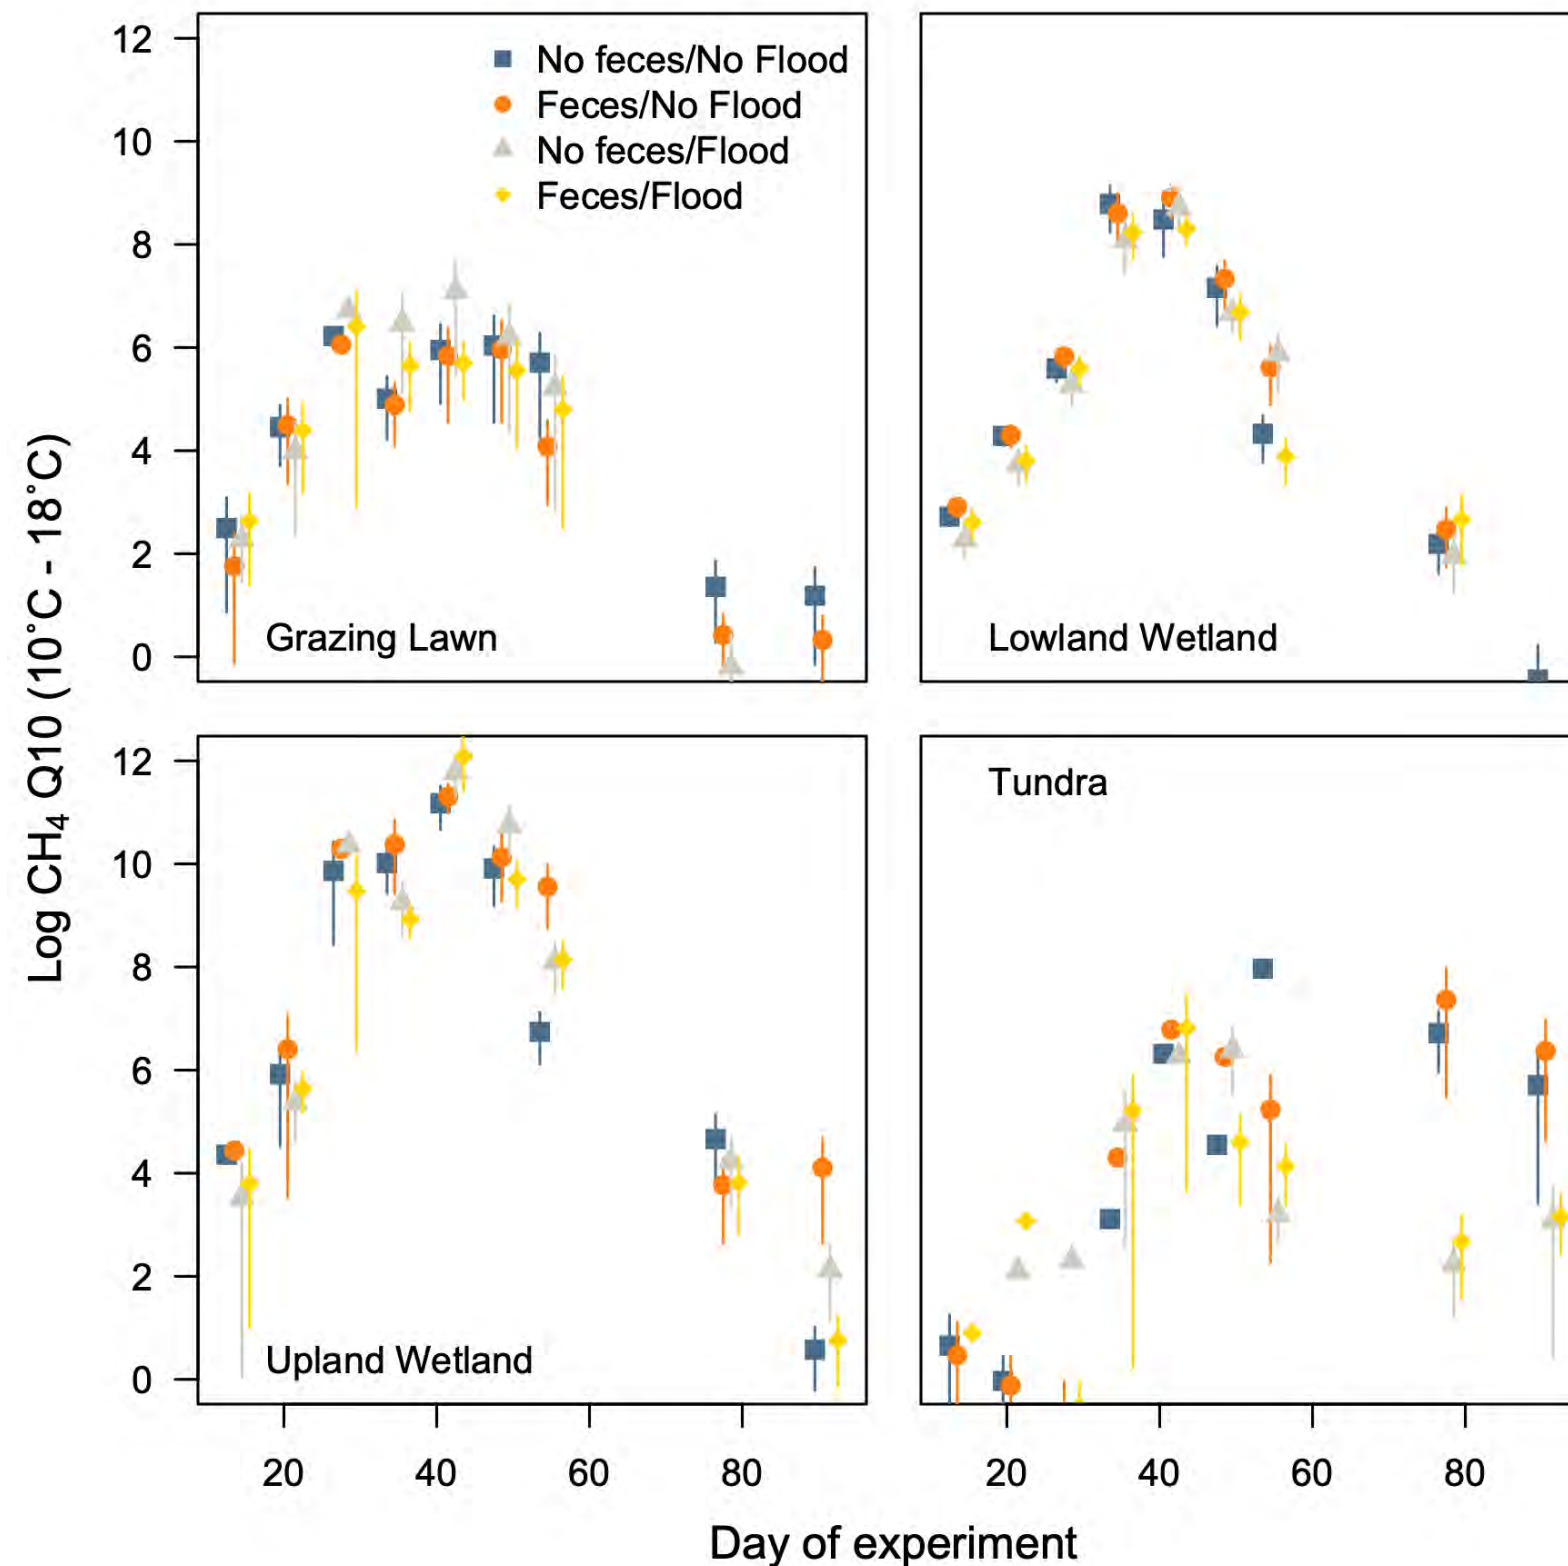 Log CH₄ Q10 (10˚C - 18˚C)
12
10
8
6
4
2
0
No feces/No Flood
Feces/No Flood
No feces/Flood
Feces/Flood
Grazing Lawn
Lowland Wetland
12
10
8
6
4
2
0
Upland Wetland
Tundra
20 40 60 80
20 40 60 80
Day of experiment